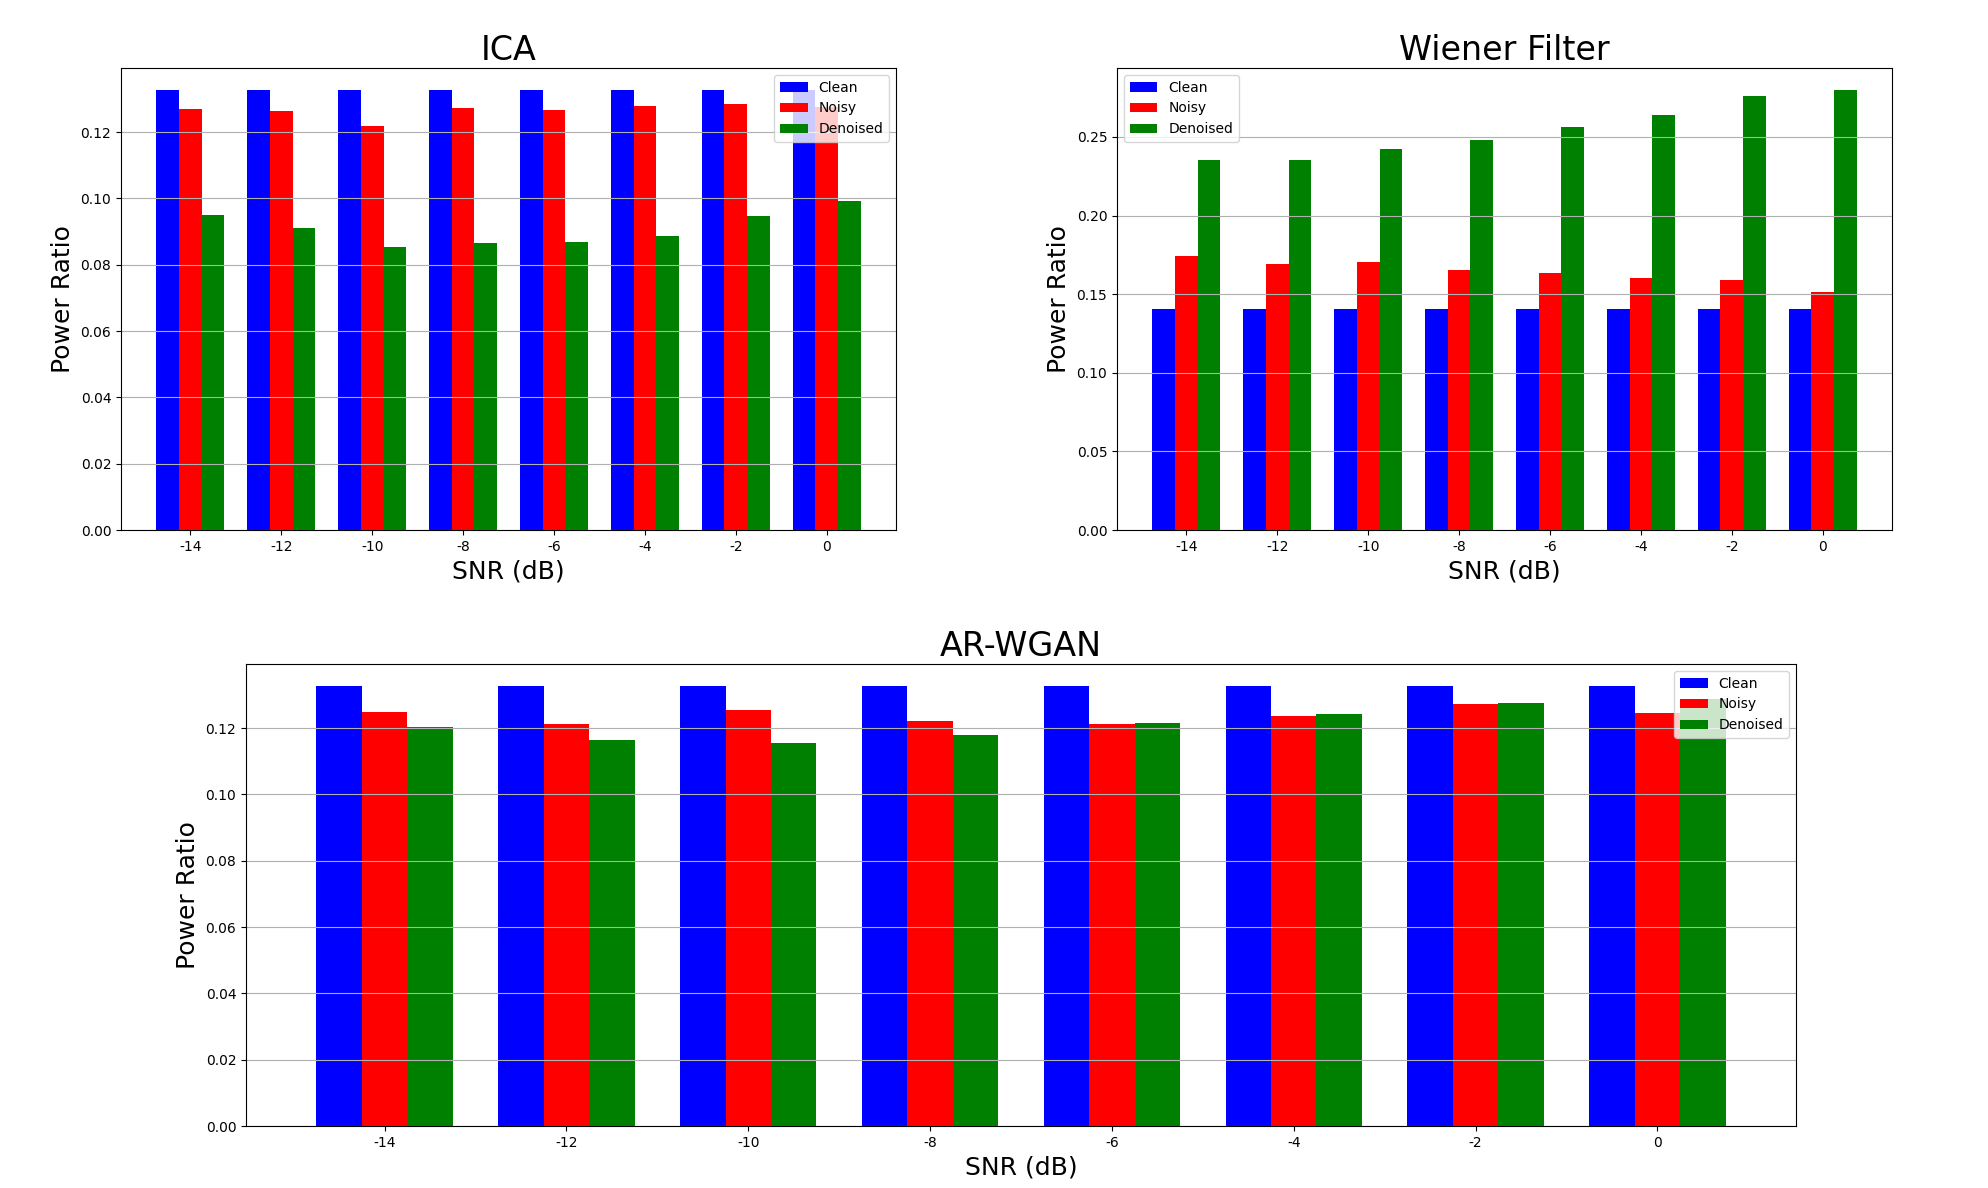 ICA
Clean
Noisy
Denoised
0.12
0.10
0.08
0.06
0.04
0.02
0.00
Power Ratio
-14 -12 -10 -8 -6 -4 -2 0
SNR (dB)
Wiener Filter
Clean
Noisy
Denoised
0.25
0.20
0.15
0.10
0.05
0.00
Power Ratio
-14 -12 -10 -8 -6 -4 -2 0
SNR (dB)
AR-WGAN
Clean
Noisy
Denoised
0.12
0.10
0.08
0.06
0.04
0.02
0.00
Power Ratio
-14 -12 -10 -8 -6 -4 -2 0
SNR (dB)